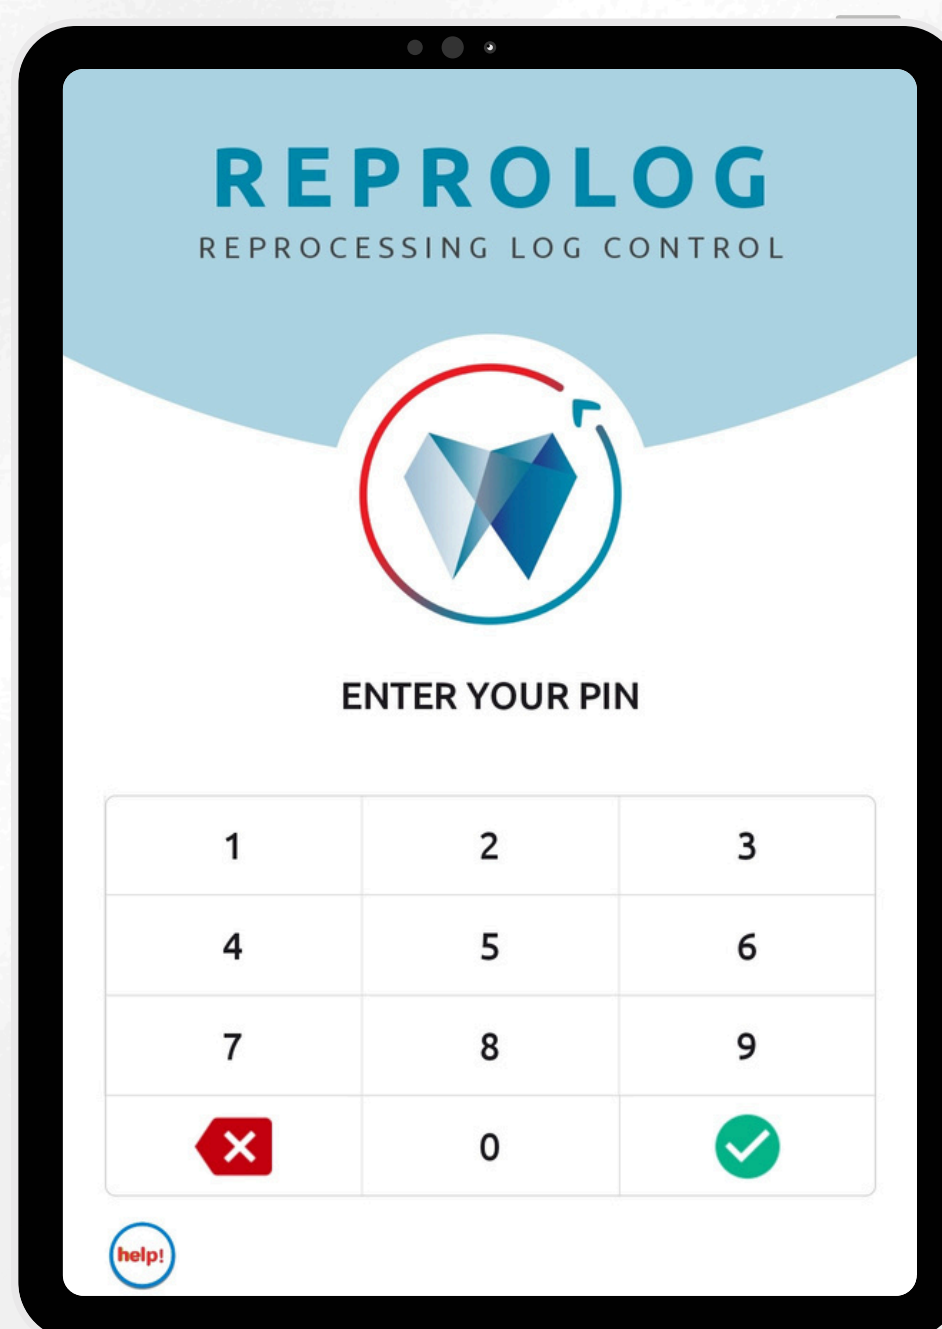 REPROLOG
REPROCESSING LOG CONTROL
ENTER YOUR PIN
1 2 3
4 5 6
7 8 9
0
help!